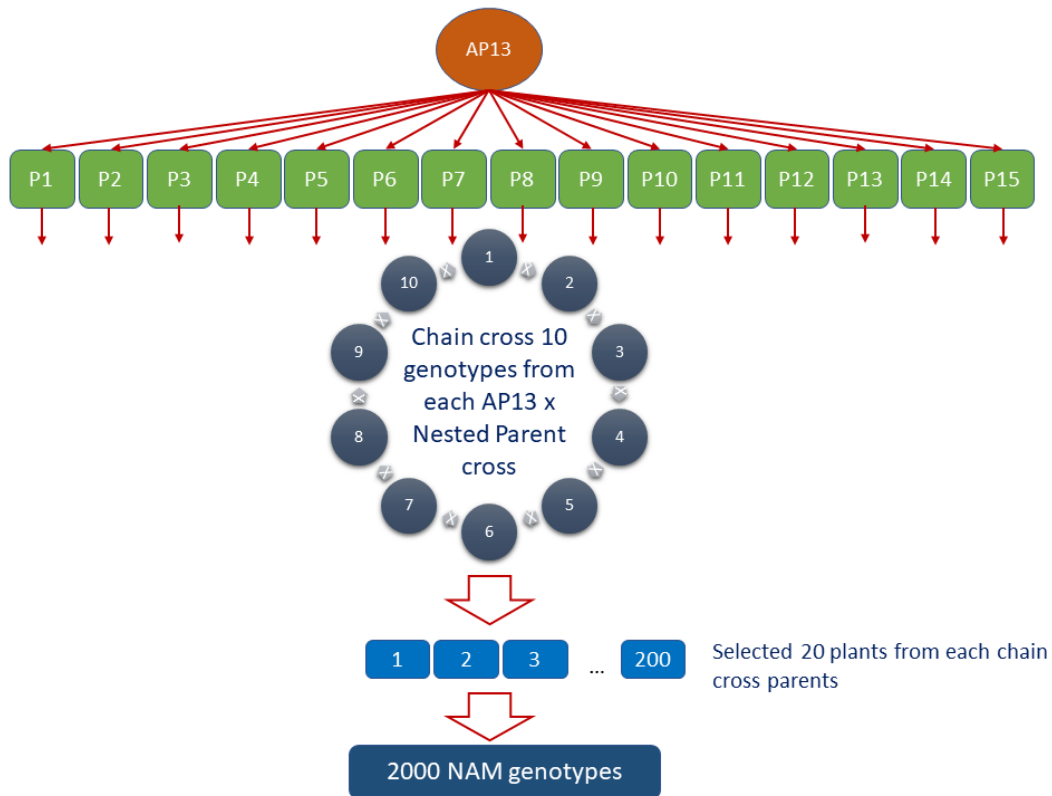 AP13
P1 P2 P3 P4 P5 P6 P7 P8 P9 P10 P11 P12 P13 P14 P15
1
10 X X 2
X X
9 3
Chain cross 10
genotypes from
each AP13 x
Nested Parent
cross
X X
8 4
X X
7 5
X X
6
1 2 3 ... 200
Selected 20 plants from each chain
cross parents
2000 NAM genotypes